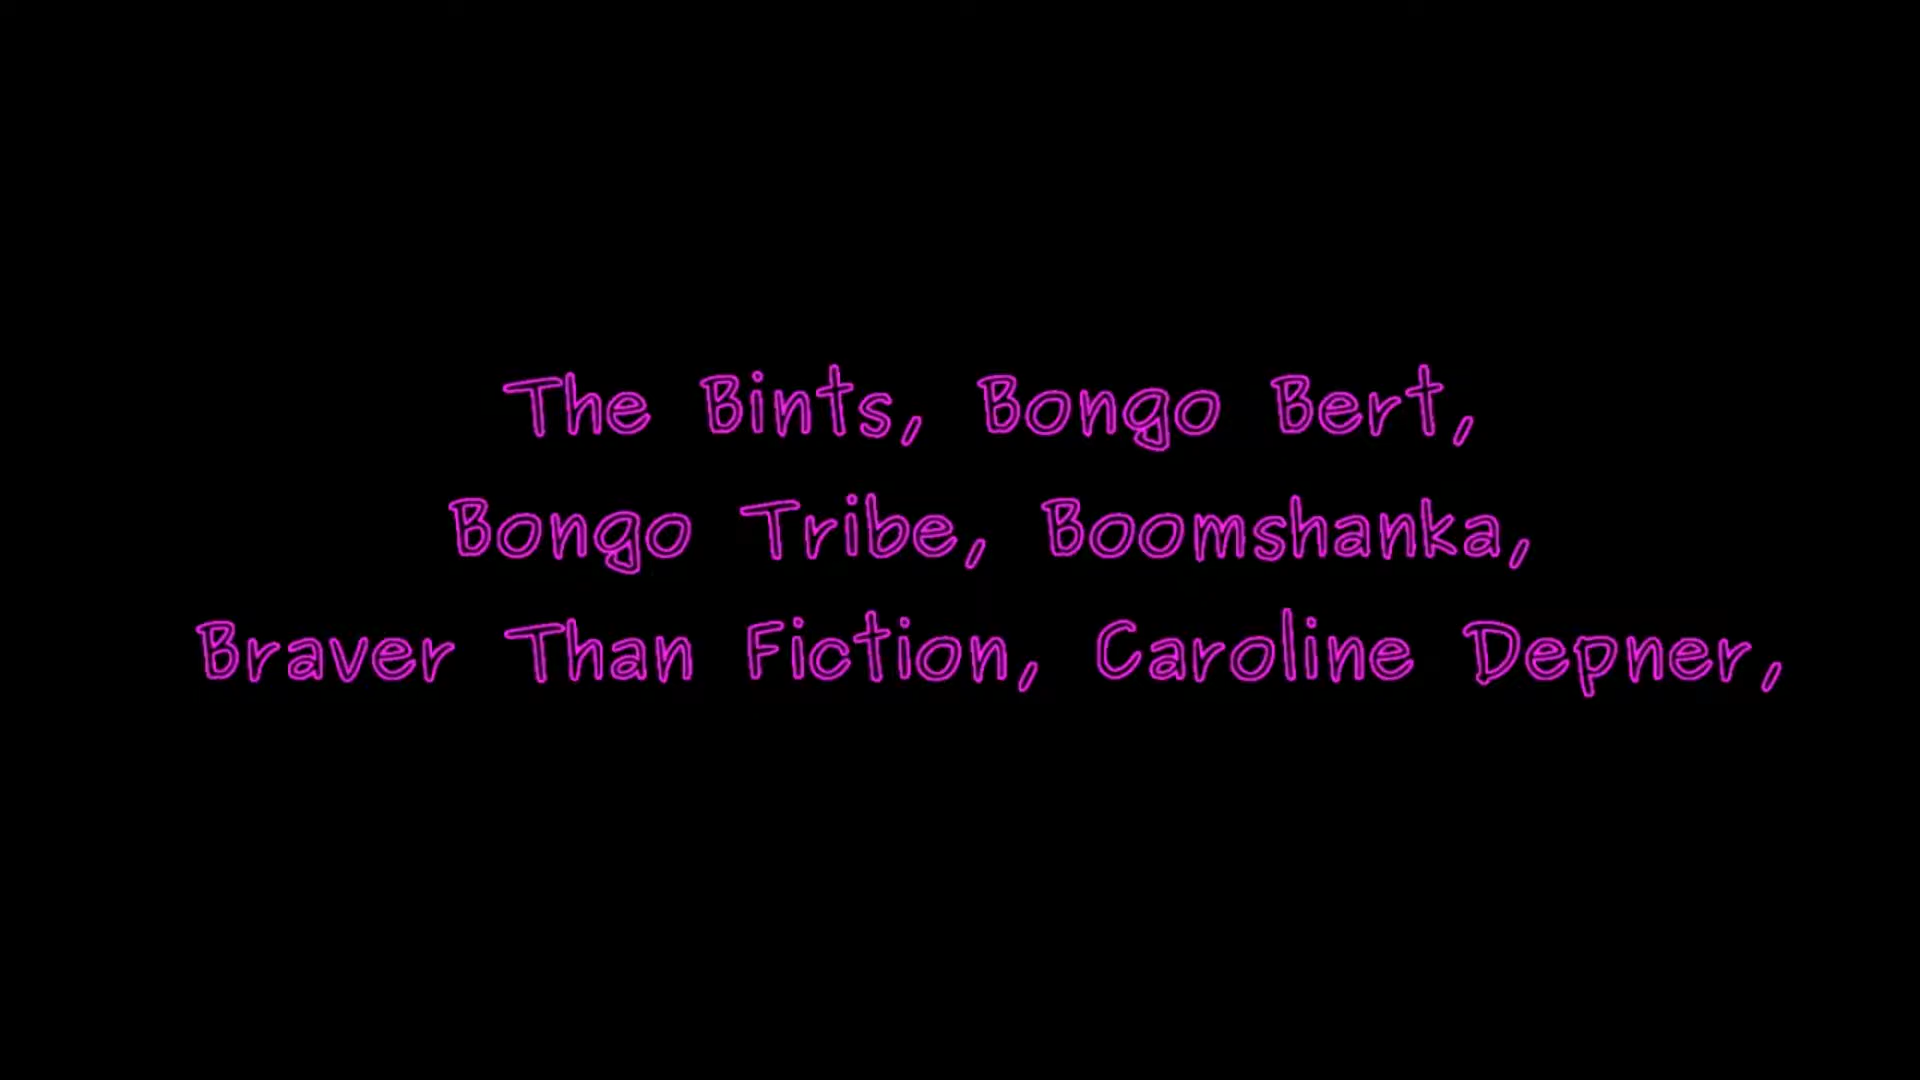 The Bints, Bongo Bert,
Bongo Tribe, Boomshanka,
Braver Than Fiction, Caroline Depner,